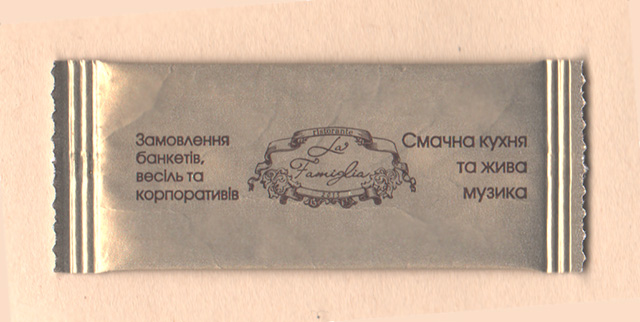 Замовлення
банкетів,
весіль та
корпоративів
ristorante
La
Famiglia
Смачна кухня
та жива
музика